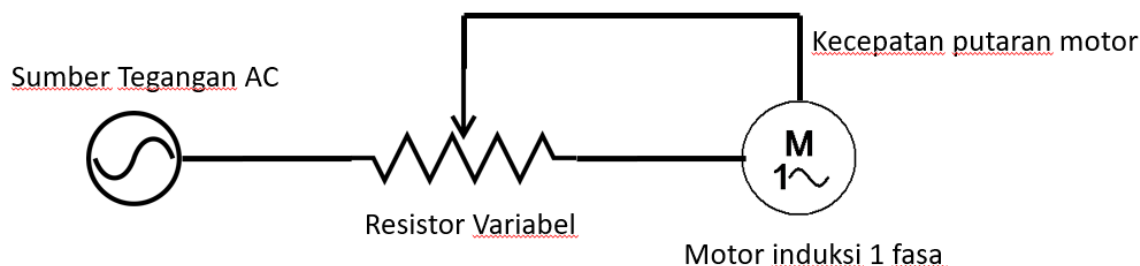 Kecepatan putaran motor
Sumber Tegangan AC
M
1~
Resistor Variabel
Motor induksi 1 fasa